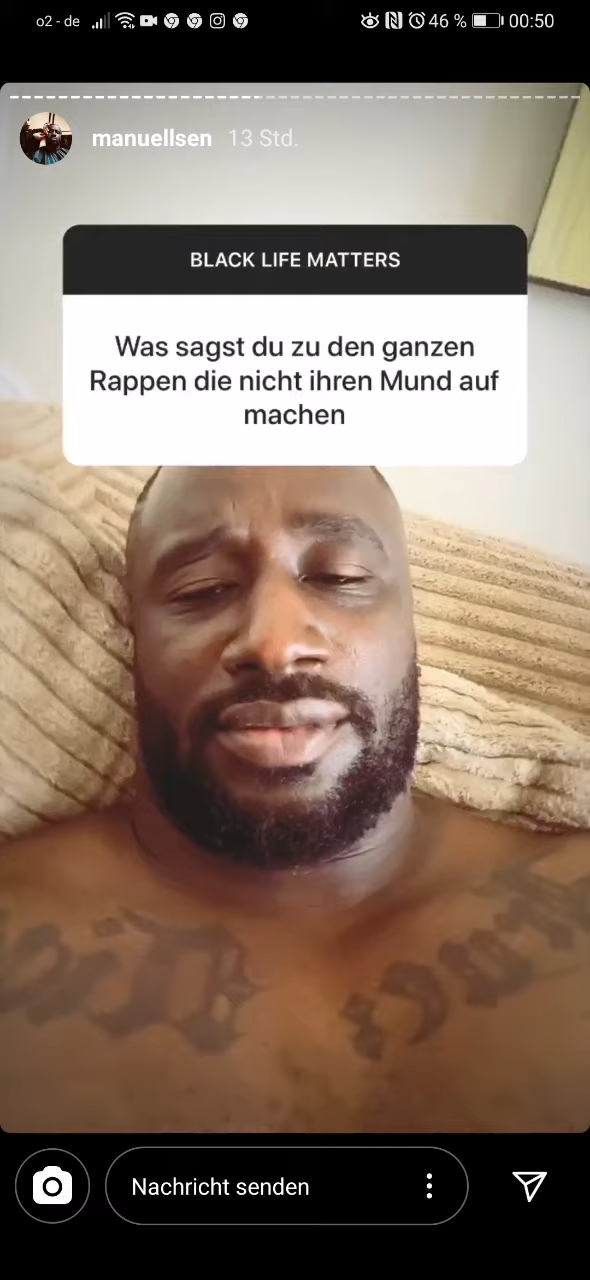 o2 - de 46 % 00:50
manuellsen 13 Std.
BLACK LIFE MATTERS
Was sagst du zu den ganzen
Rappen die nicht ihren Mund auf
machen
Nachricht senden